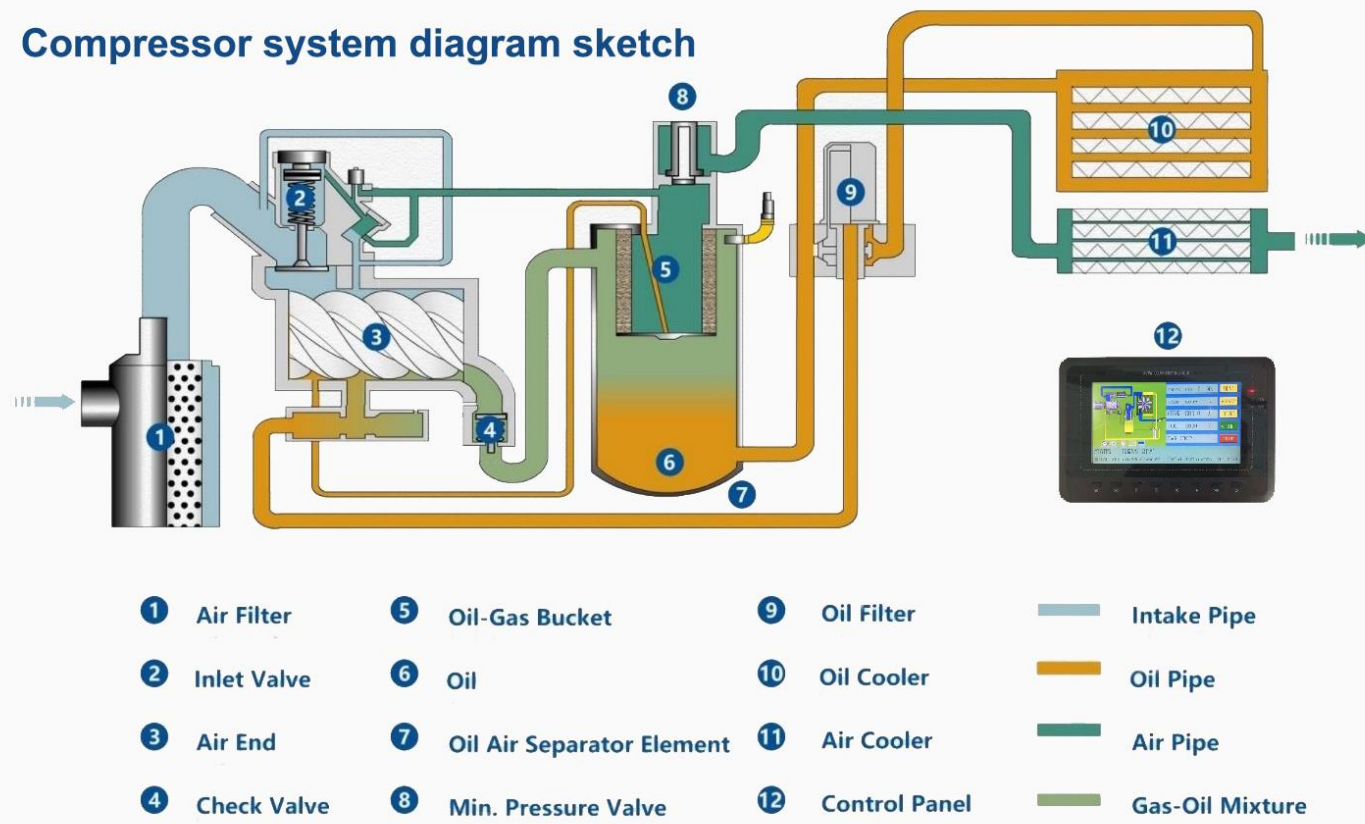 Compressor system diagram sketch
8
10
2
9
11
5
3
12
1
4
6
7
1 Air Filter
5 Oil-Gas Bucket
9 Oil Filter
Intake Pipe
2 Inlet Valve
6 Oil
10 Oil Cooler
Oil Pipe
3 Air End
7 Oil Air Separator Element
11 Air Cooler
Air Pipe
4 Check Valve
8 Min. Pressure Valve
12 Control Panel
Gas-Oil Mixture